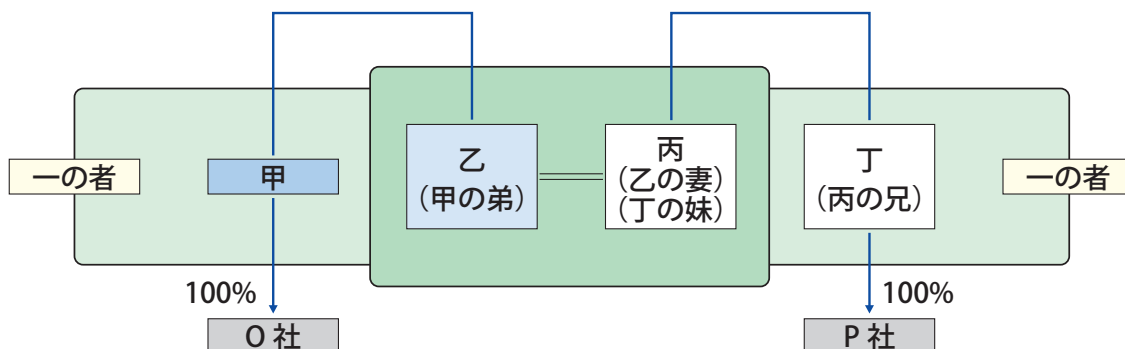 一の者
甲
乙
（甲の弟）
丙
（乙の妻）
（丁の妹）
丁
（丙の兄）
一の者
100%
100%
O 社
P 社